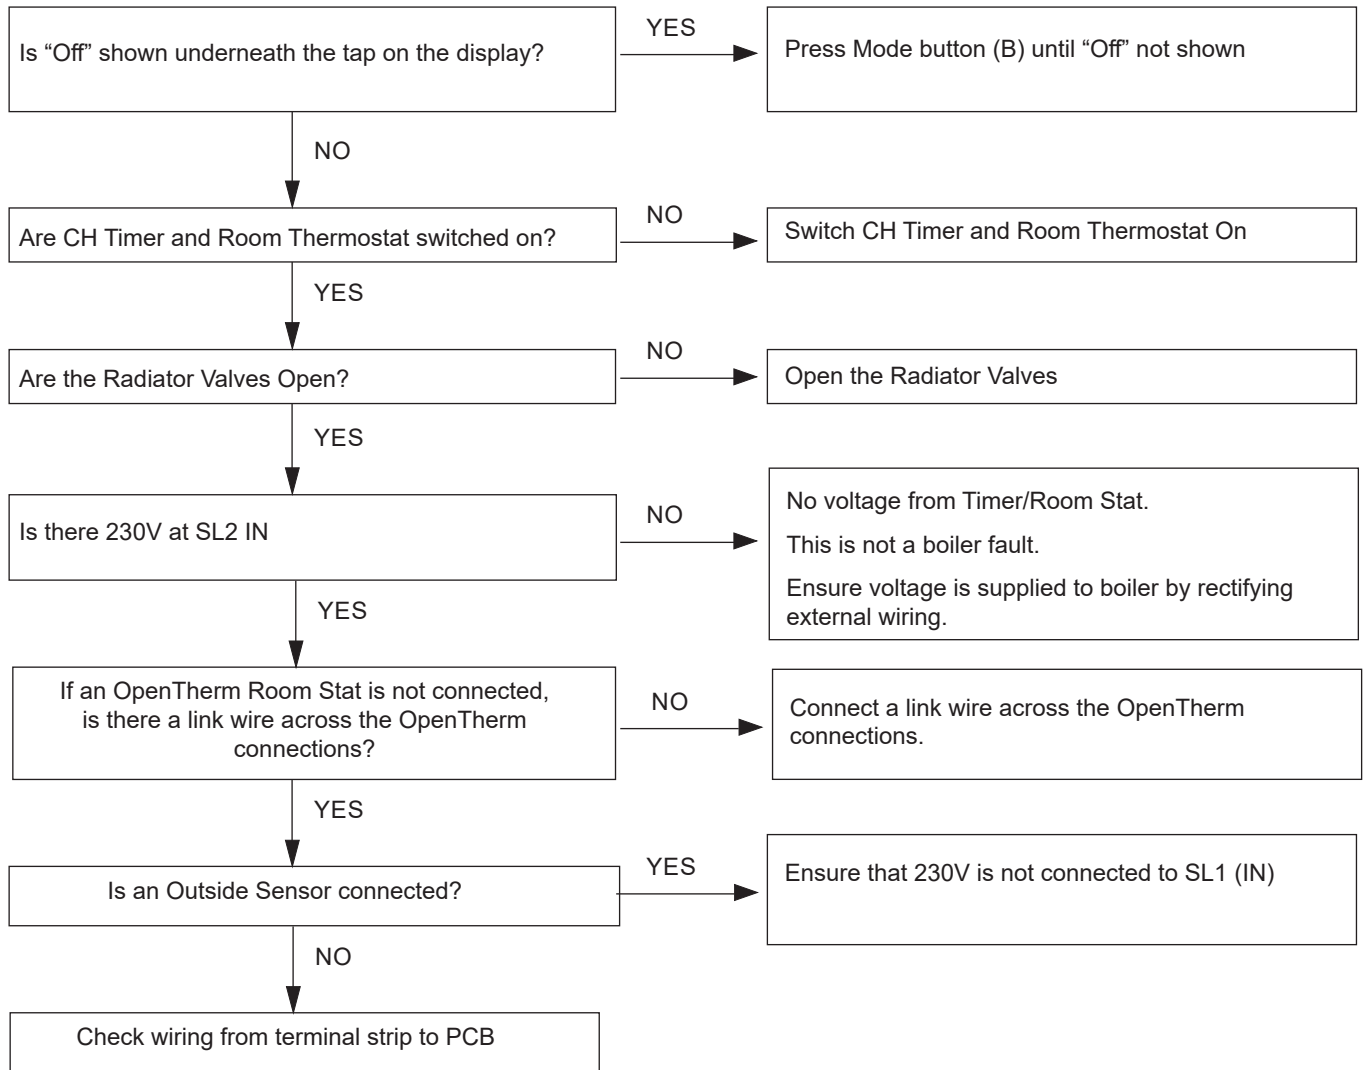 Is “Off” shown underneath the tap on the display?
YES
Press Mode button (B) until “Off” not shown
NO
Are CH Timer and Room Thermostat switched on?
NO
Switch CH Timer and Room Thermostat On
YES
Are the Radiator Valves Open?
NO
Open the Radiator Valves
YES
Is there 230V at SL2 IN
NO
No voltage from Timer/Room Stat.
This is not a boiler fault.
Ensure voltage is supplied to boiler by rectifying
external wiring.
YES
If an OpenTherm Room Stat is not connected,
is there a link wire across the OpenTherm
connections?
NO
Connect a link wire across the OpenTherm
connections.
YES
Is an Outside Sensor connected?
YES
Ensure that 230V is not connected to SL1 (IN)
NO
Check wiring from terminal strip to PCB